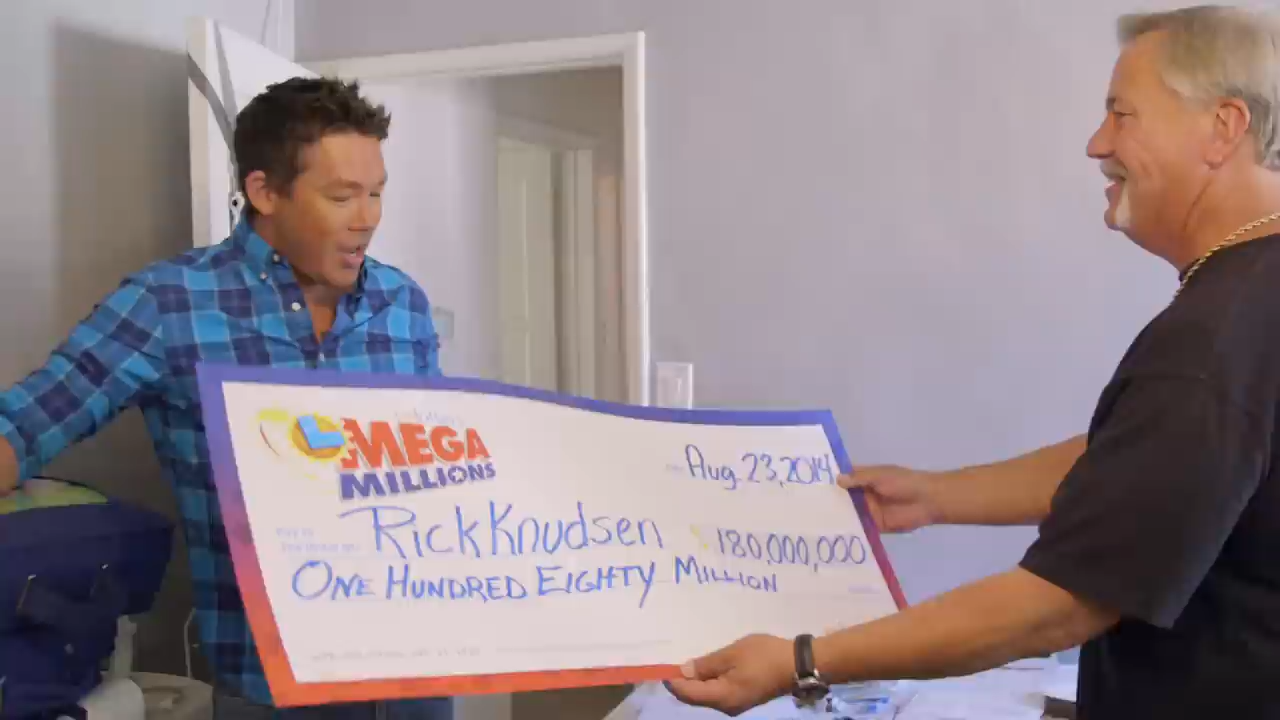 MEGA
MILLIONS
Aug. 23, 2014
Rick Knudsen
180,000,000
ONE HUNDRED EIGHTY MILLION